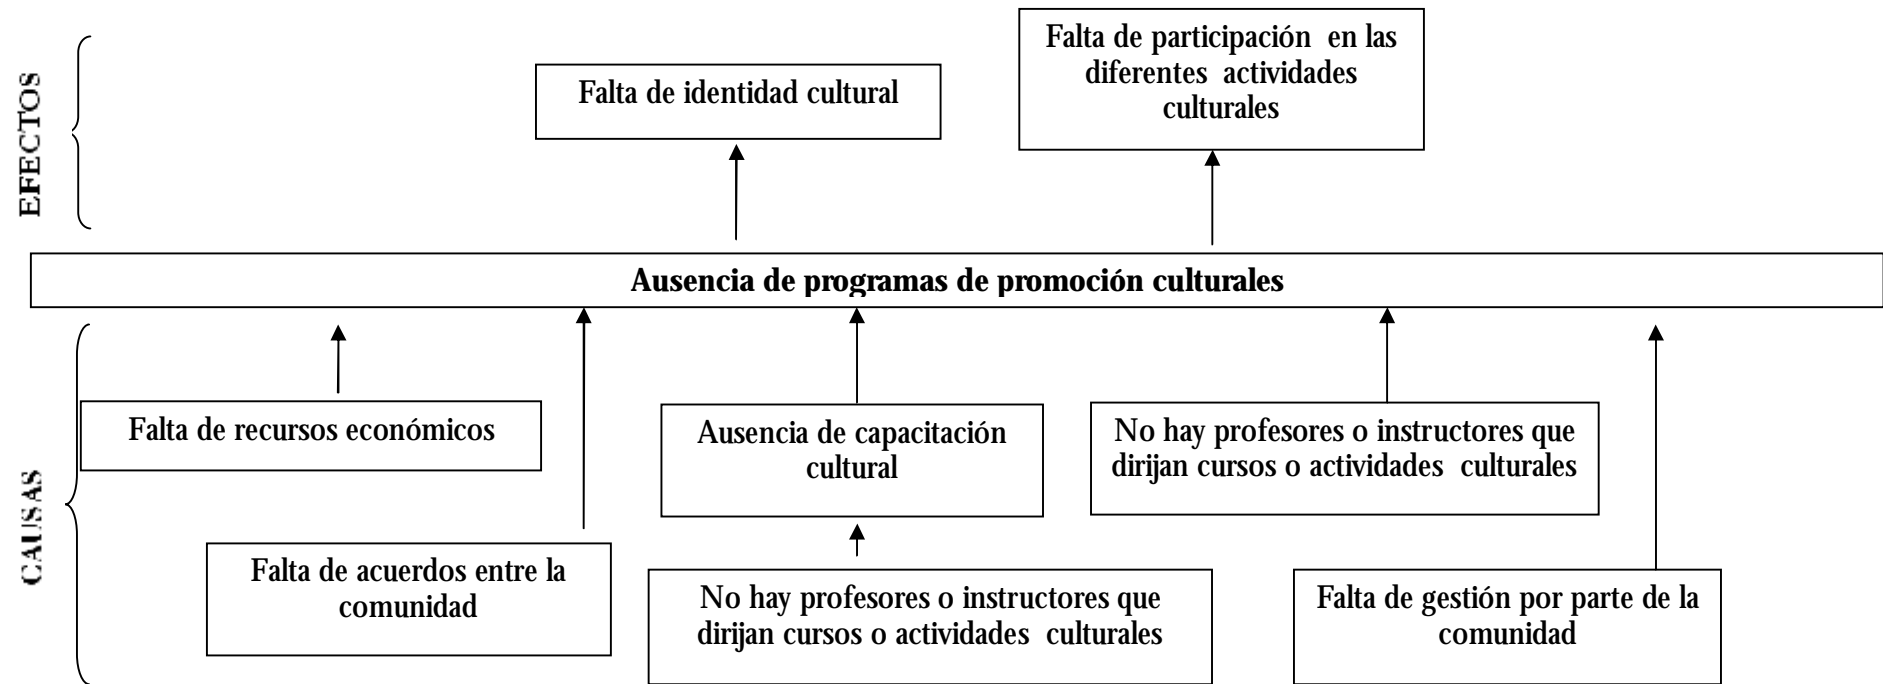 EFECTOS
Falta de identidad cultural
Falta de participación en las
diferentes actividades
culturales
Ausencia de programas de promoción culturales
CAUSAS
Falta de recursos económicos
Ausencia de capacitación
cultural
No hay profesores o instructores que
dirijan cursos o actividades culturales
Falta de acuerdos entre la
comunidad
No hay profesores o instructores que
dirijan cursos o actividades culturales
Falta de gestión por parte de la
comunidad